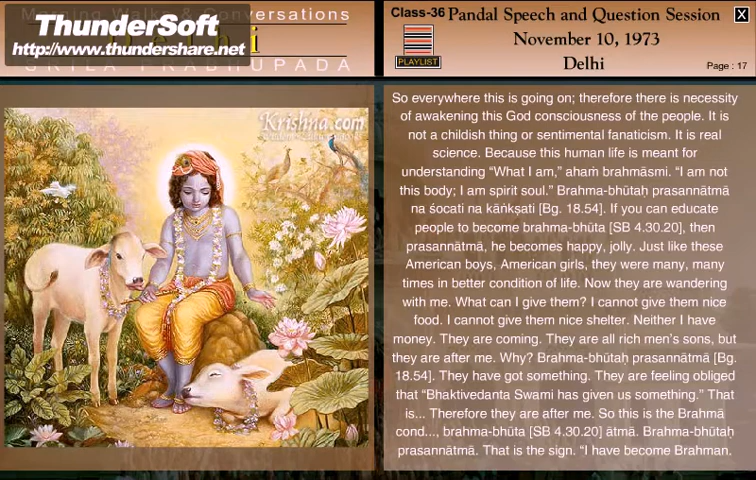 Morning Walks & Conversations
ThunderSoft
http://www.thundershare.net
SRILA PRABHUPADA
Krishna.com
Class-36 Pandal Speech and Question Session
November 10, 1973
Delhi
X
PLAYLIST
Page : 17
So everywhere this is going on; therefore there is necessity
of awakening this God consciousness of the people. It is
not a childish thing or sentimental fanaticism. It is real
science. Because this human life is meant for
understanding “What I am,” ahaṁ brahmāsmi. “I am not
this body; I am spirit soul.” Brahma-bhūtaḥ prasannātmā
na śocati na kāṅkṣati [Bg. 18.54]. If you can educate
people to become brahma-bhūta [SB 4.30.20], then
prasannātmā, he becomes happy, jolly. Just like these
American boys, American girls, they were many, many
times in better condition of life. Now they are wandering
with me. What can I give them? I cannot give them nice
food. I cannot give them nice shelter. Neither I have
money. They are coming. They are all rich men’s sons, but
they are after me. Why? Brahma-bhūtaḥ prasannātmā [Bg.
18.54]. They have got something. They are feeling obliged
that “Bhaktivedanta Swami has given us something.” That
is... Therefore they are after me. So this is the Brahmā
cond..., brahma-bhūta [SB 4.30.20] ātmā. Brahma-bhūtaḥ
prasannātmā. That is the sign. “I have become Brahman.